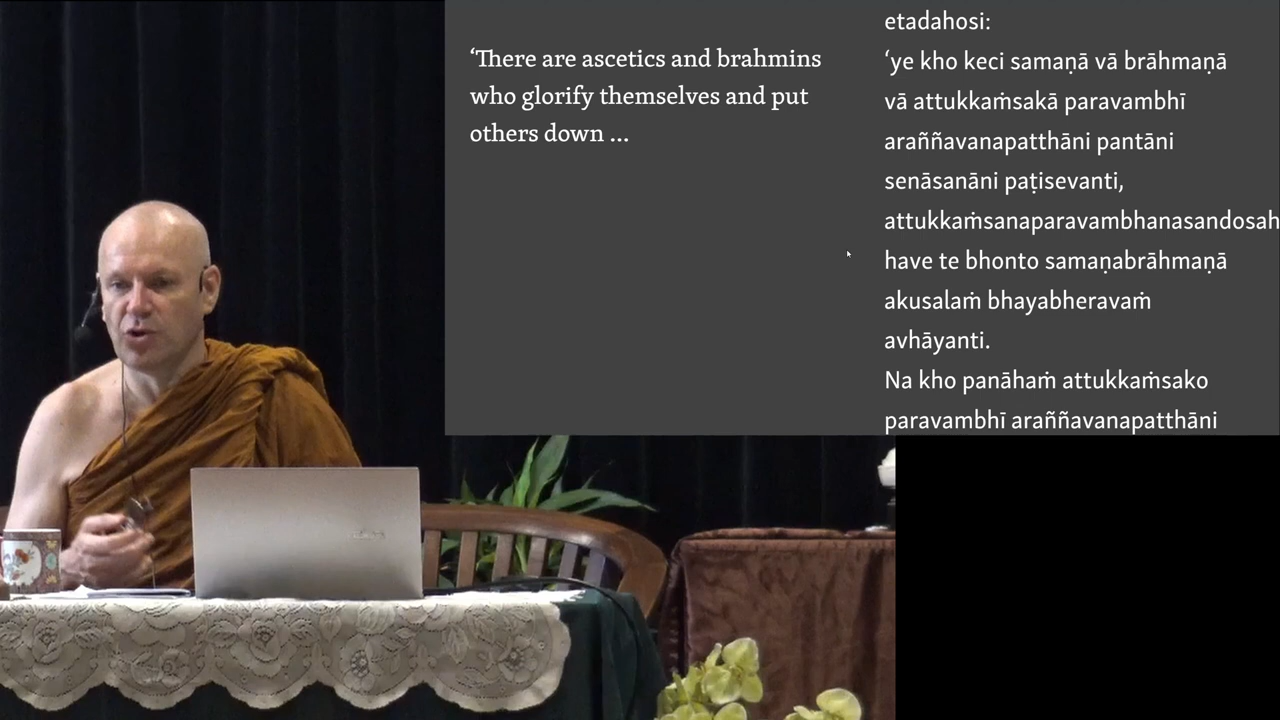 ‘There are ascetics and brahmins
who glorify themselves and put
others down ...
etadahosi:
‘ye kho keci samaṇā vā brāhmaṇā
vā attukkaṁsakā paravambhī
araññavanapatthāni pantāni
senāsanāni paṭisevanti,
attukkaṁsanaparavambhanasandosah
have te bhonto samaṇabrāhmaṇā
akusalaṁ bhayabheravaṁ
avhāyanti.
Na kho panāhaṁ attukkaṁsako
paravambhī araññavanapatthāni